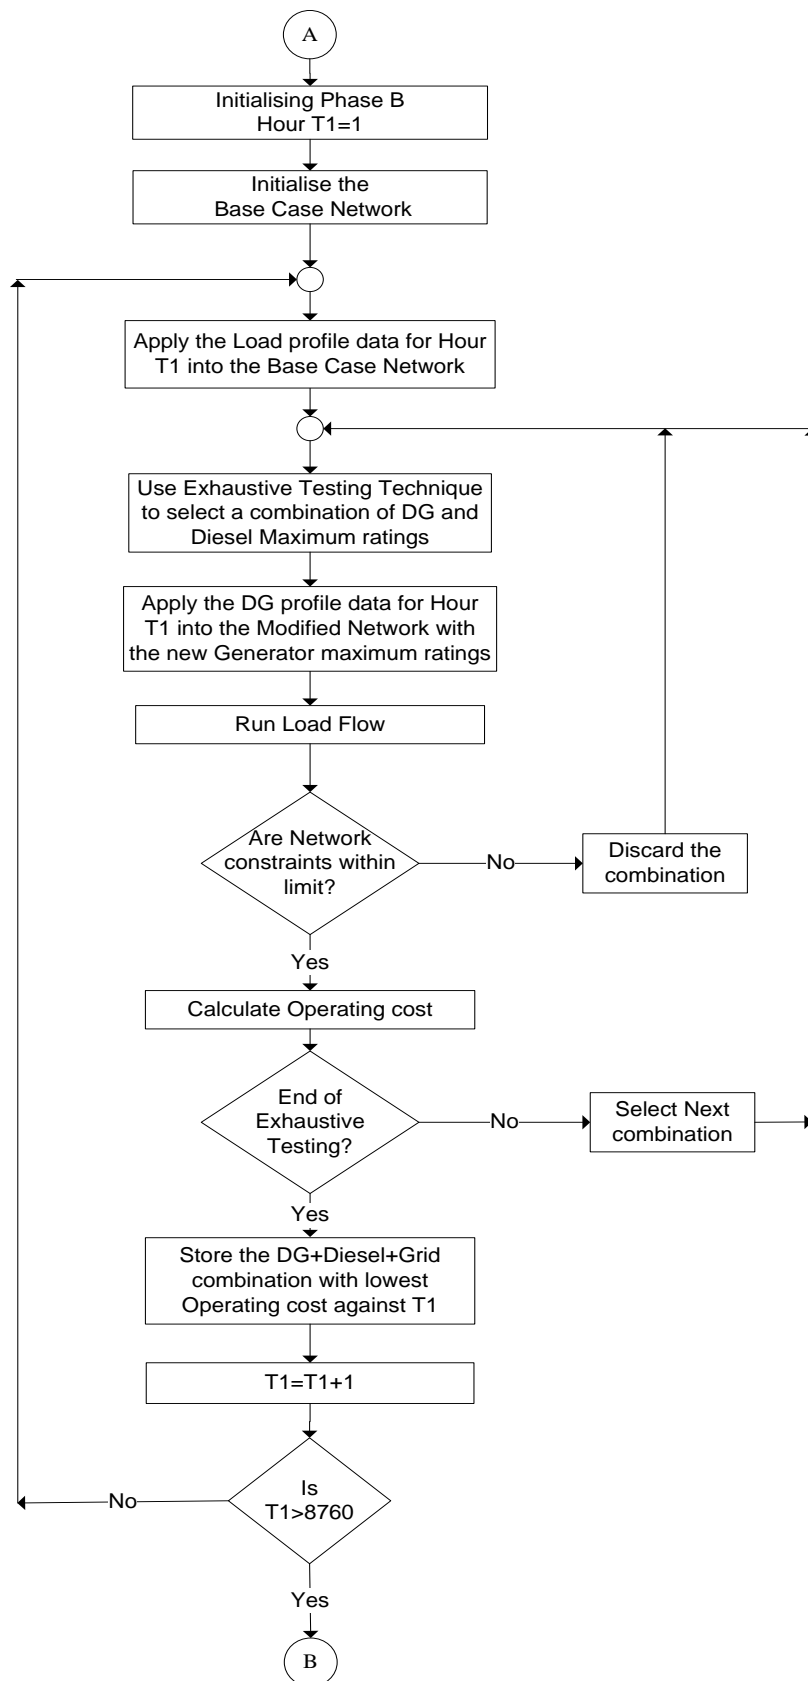 A
Initialising Phase B
Hour T1=1
Initialise the
Base Case Network
Apply the Load profile data for Hour
T1 into the Base Case Network
Use Exhaustive Testing Technique
to select a combination of DG and
Diesel Maximum ratings
Apply the DG profile data for Hour
T1 into the Modified Network with
the new Generator maximum ratings
Run Load Flow
Are Network
constraints within
limit?
No
Discard the
combination
Yes
Calculate Operating cost
End of
Exhaustive
Testing?
No
Select Next
combination
Yes
Store the DG+Diesel+Grid
combination with lowest
Operating cost against T1
T1=T1+1
Is
T1>8760
No
Yes
B